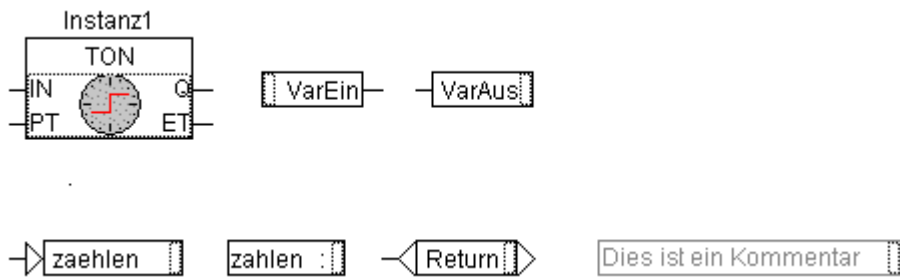 Instanz1
TON
IN Q
PT ET
VarEin
VarAus
zaehlen
zahlen :
Return
Dies ist ein Kommentar